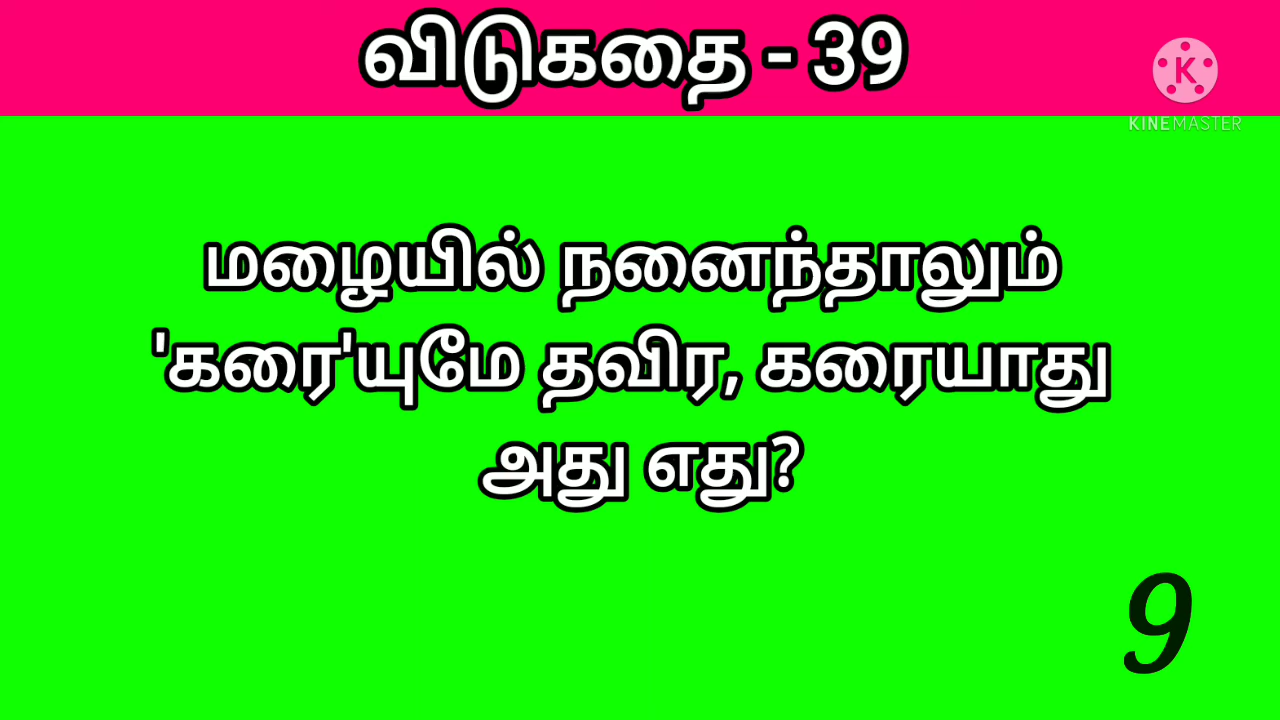 விடுகதை - 39
K
KINEMASTER
மழையில் நனைந்தாலும்
'கரை'யுமே தவிர, கரையாது
அது எது?
9